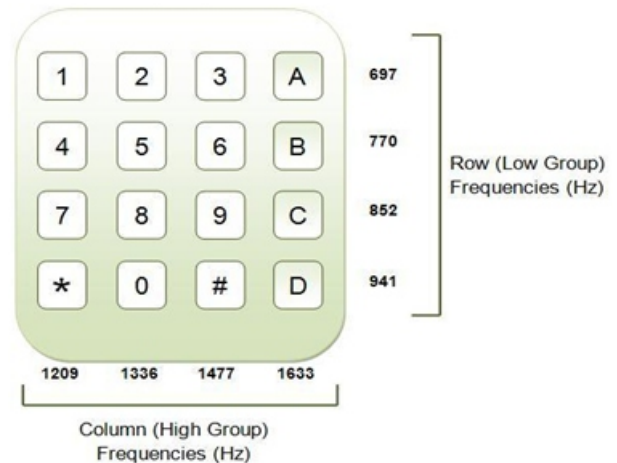 1 2 3 A 697
4 5 6 B 770
Row (Low Group)
Frequencies (Hz)
7 8 9 C 852
* 0 # D 941
1209 1336 1477 1633
Column (High Group)
Frequencies (Hz)